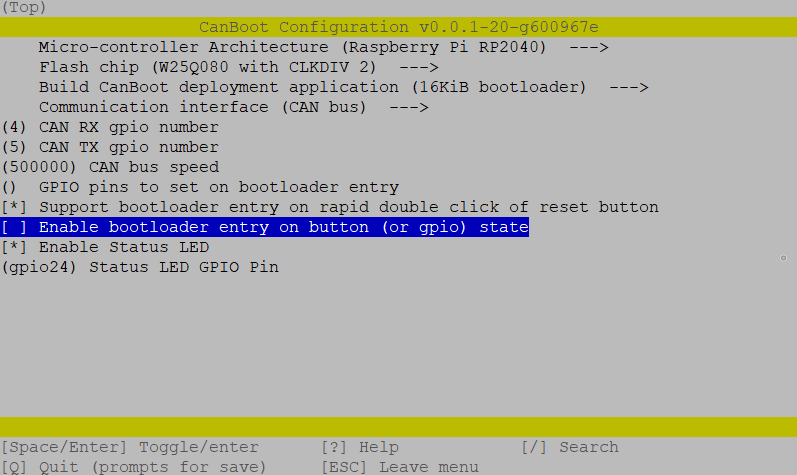 (Top)
CanBoot Configuration v0.0.1-20-g600967e
Micro-controller Architecture (Raspberry Pi RP2040)  --->
Flash chip (W25Q080 with CLKDIV 2)  --->
Build CanBoot deployment application (16KiB bootloader)  --->
Communication interface (CAN bus)  --->
(4) CAN RX gpio number
(5) CAN TX gpio number
(500000) CAN bus speed
()  GPIO pins to set on bootloader entry
[*] Support bootloader entry on rapid double click of reset button
[ ] Enable bootloader entry on button (or gpio) state
[*] Enable Status LED
(gpio24) Status LED GPIO Pin
[Space/Enter] Toggle/enter      [?] Help            [/] Search
[Q] Quit (prompts for save)     [ESC] Leave menu